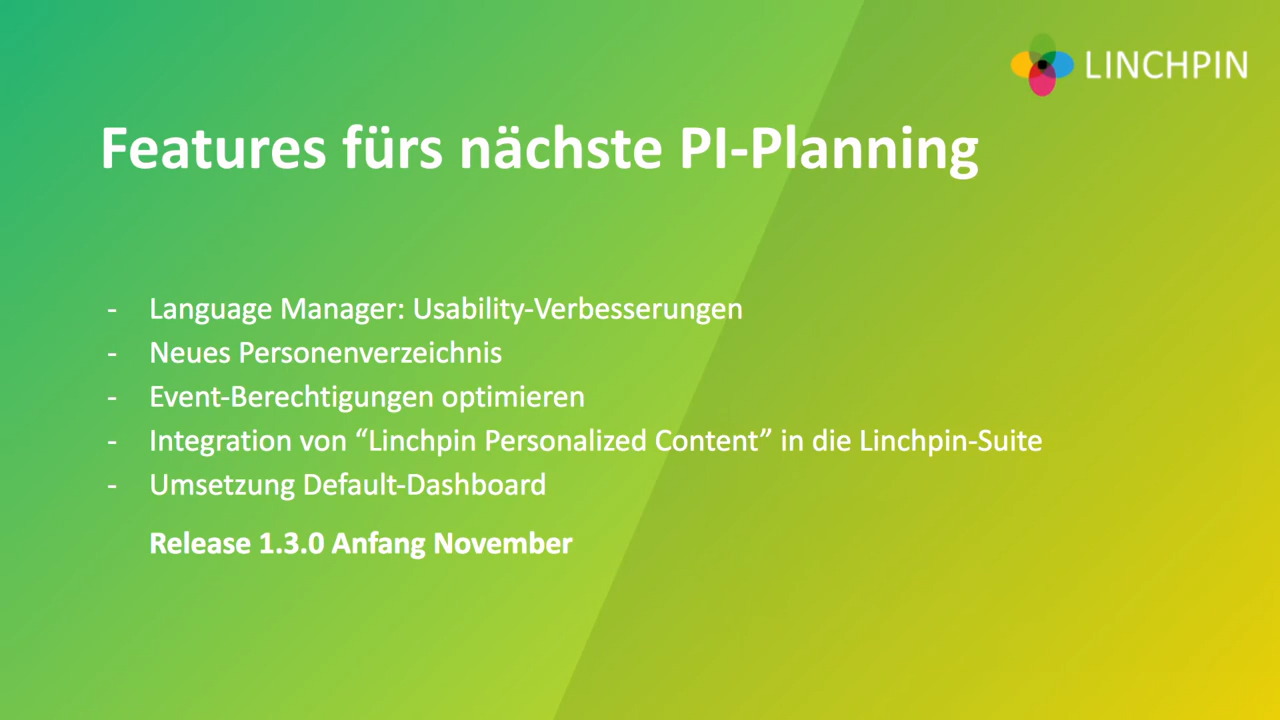 LINCHPIN
Features fürs nächste PI-Planning
- Language Manager: Usability-Verbesserungen
- Neues Personenverzeichnis
- Event-Berechtigungen optimieren
- Integration von “Linchpin Personalized Content” in die Linchpin-Suite
- Umsetzung Default-Dashboard
Release 1.3.0 Anfang November